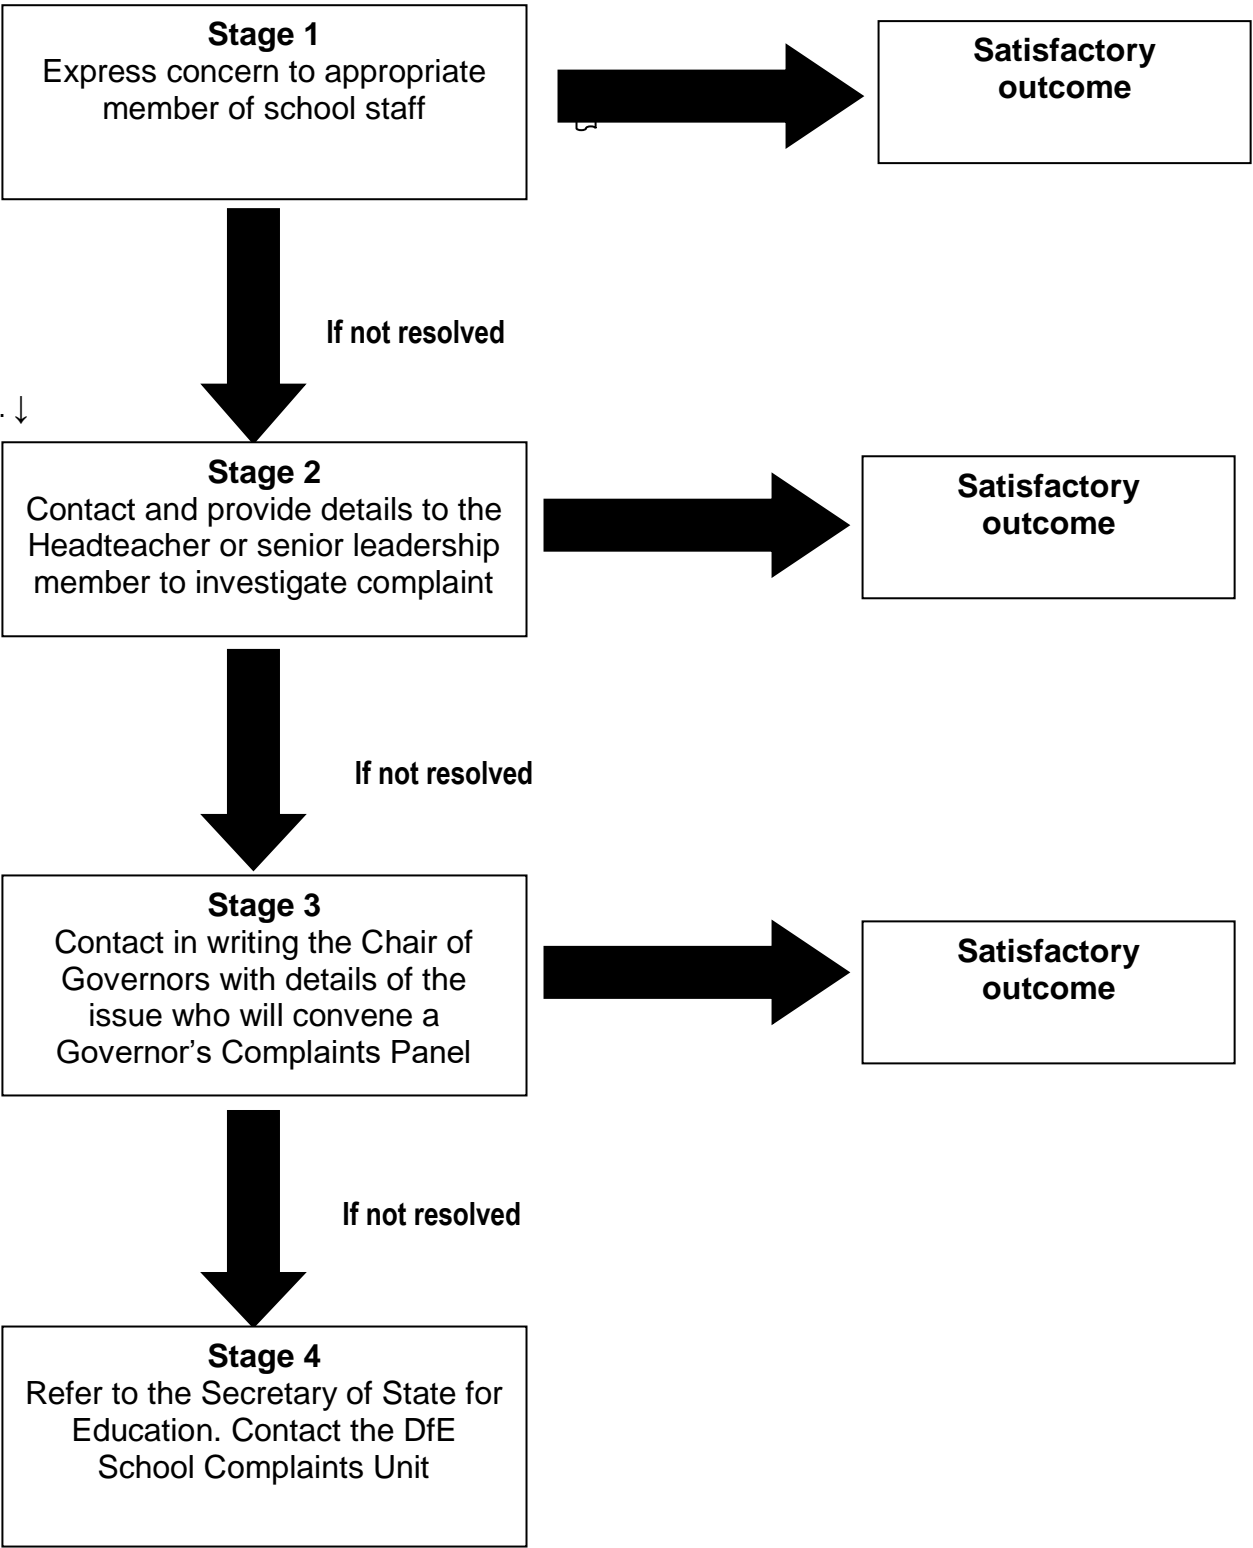 Stage 1
Express concern to appropriate
member of school staff
Satisfactory
outcome
If not resolved
. ↓
Stage 2
Contact and provide details to the
Headteacher or senior leadership
member to investigate complaint
Satisfactory
outcome
If not resolved
Stage 3
Contact in writing the Chair of
Governors with details of the
issue who will convene a
Governor’s Complaints Panel
Satisfactory
outcome
If not resolved
Stage 4
Refer to the Secretary of State for
Education. Contact the DfE
School Complaints Unit